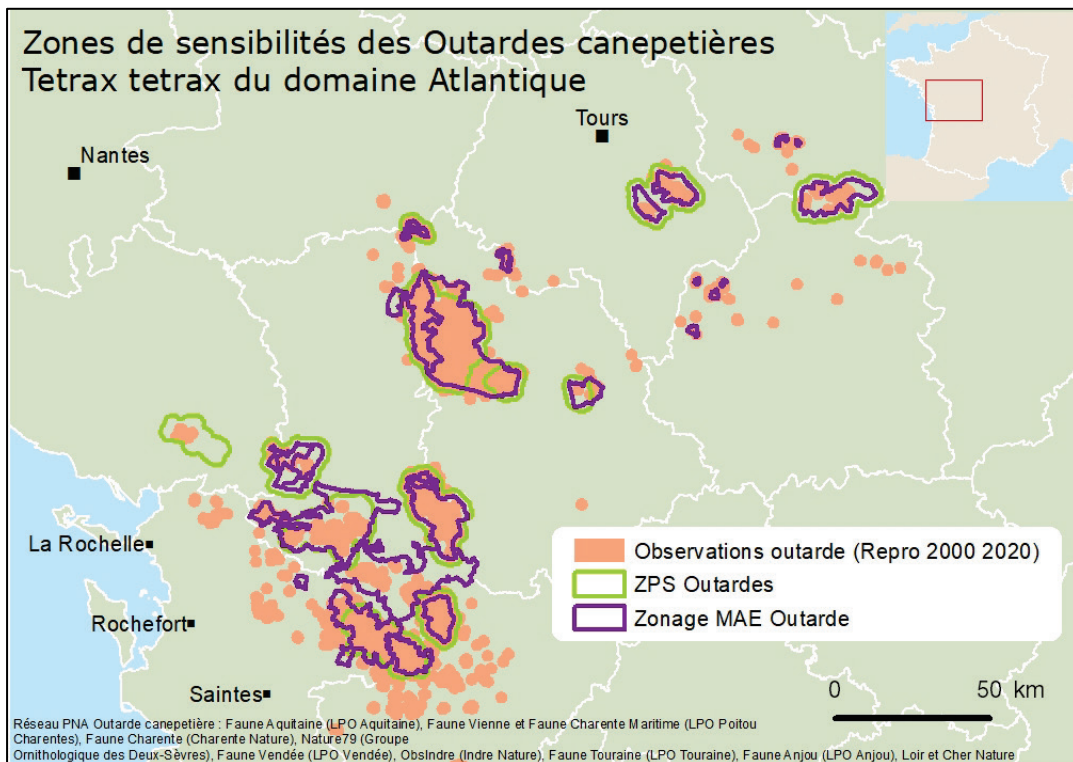 Zones de sensibilités des Outardes canepetières
Tetrax tetrax du domaine Atlantique
Tours
Nantes
La Rochelle
Rochefort
Saintes
Observations outarde (Repro 2000 2020)
ZPS Outardes
Zonage MAE Outarde
0 50 km
Réseau PNA Outarde canepetière : Faune Aquitaine (LPO Aquitaine), Faune Vienne et Faune Charente Maritime (LPO Poitou
Charentes), Faune Charente (Charente Nature), Nature79 (Groupe
Ornithologique des Deux-Sèvres), Faune Vendée (LPO Vendée), ObsIndre (Indre Nature), Faune Touraine (LPO Touraine), Faune Anjou (LPO Anjou), Loir et Cher Nature